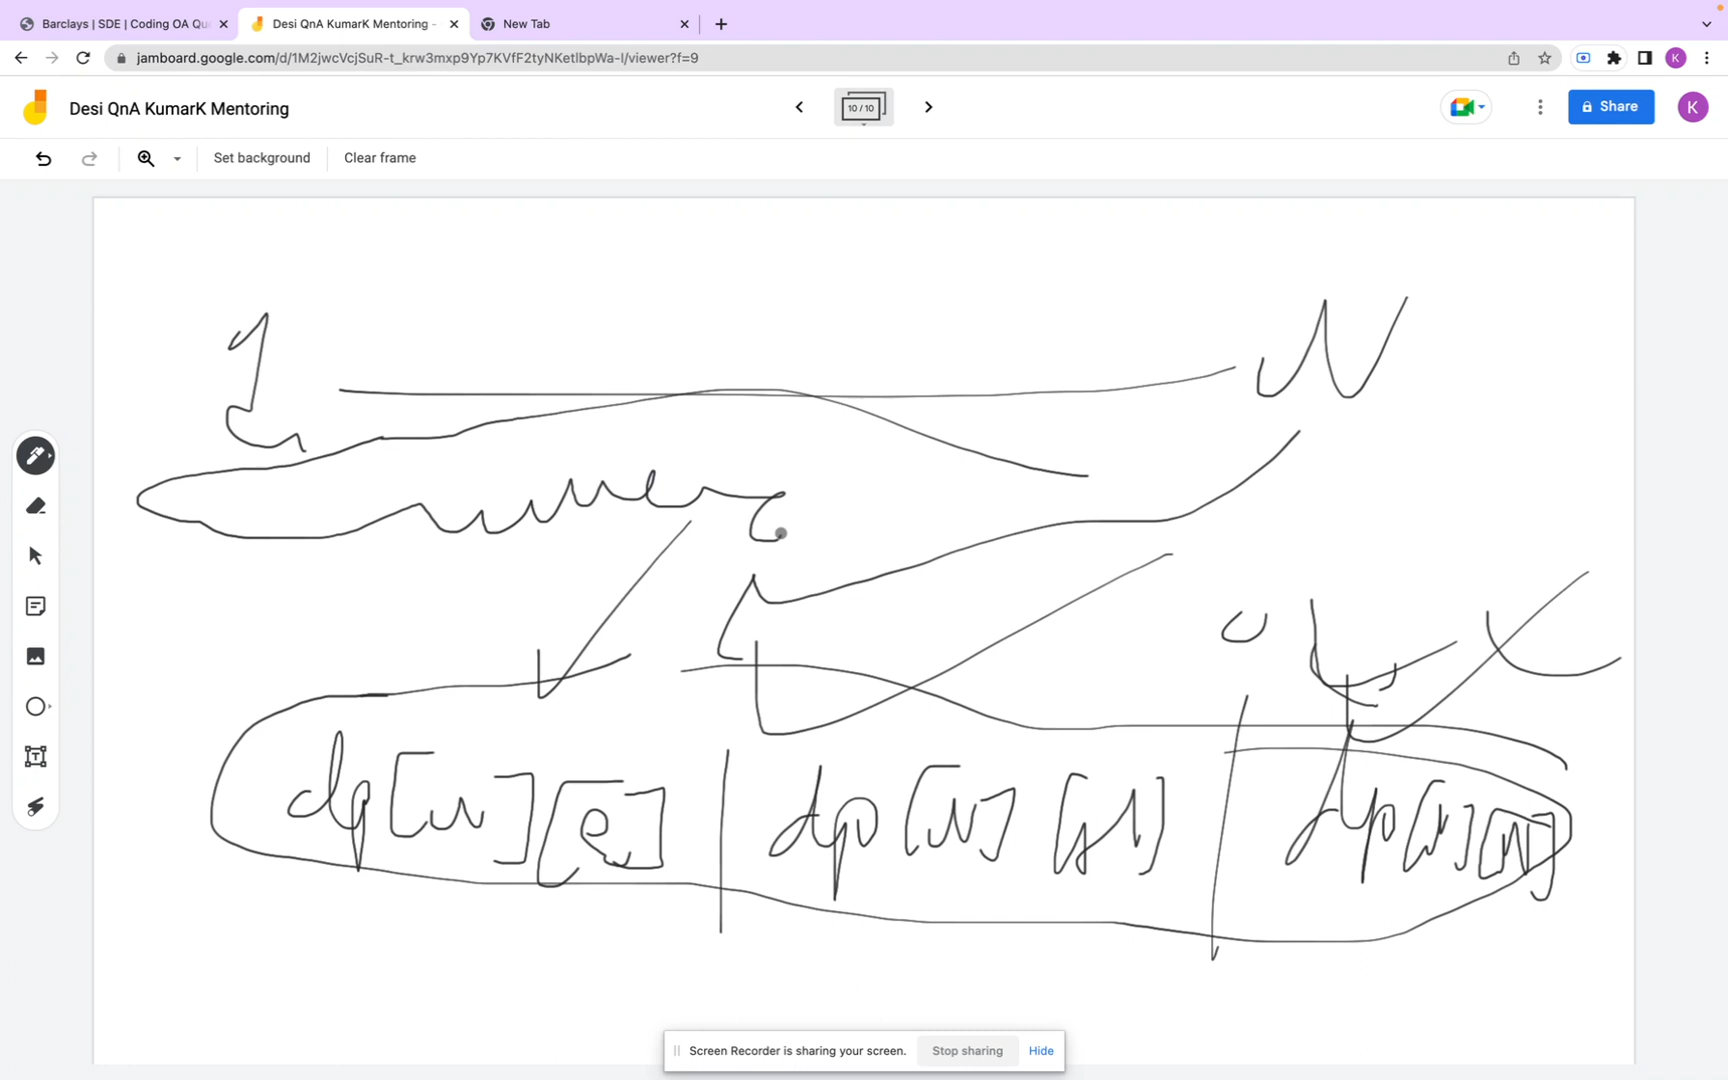 Barclays | SDE | Coding OA Qu
Desi QnA KumarK Mentoring -
New Tab
jamboard.google.com/d/1M2jwcVcjSuR-t_krw3mxp9Yp7KVfF2tyNKetlbpWa-I/viewer?f=9
K
Desi QnA KumarK Mentoring
10 / 10
Share
K
Set background
Clear frame
1 N
dp[N][e] dp[N][M] dp[N][N]
Screen Recorder is sharing your screen. Stop sharing Hide